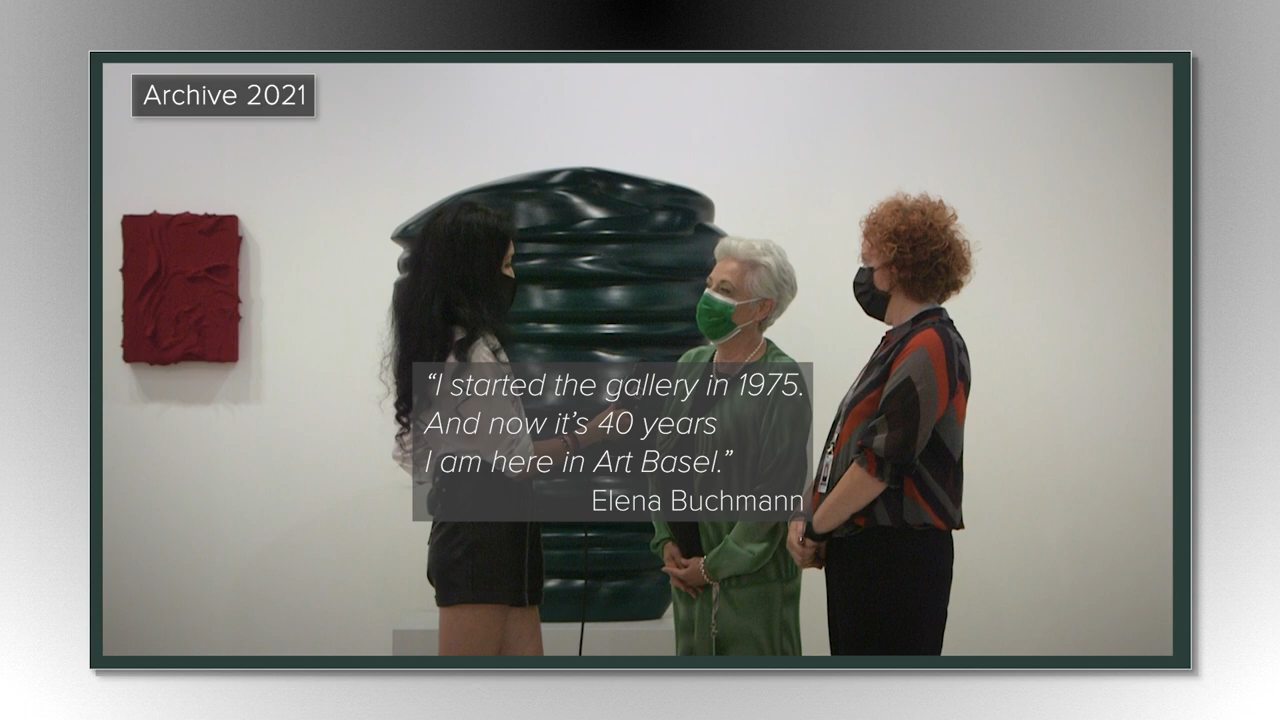 Archive 2021
“I started the gallery in 1975.
And now it’s 40 years
I am here in Art Basel.”
Elena Buchmann